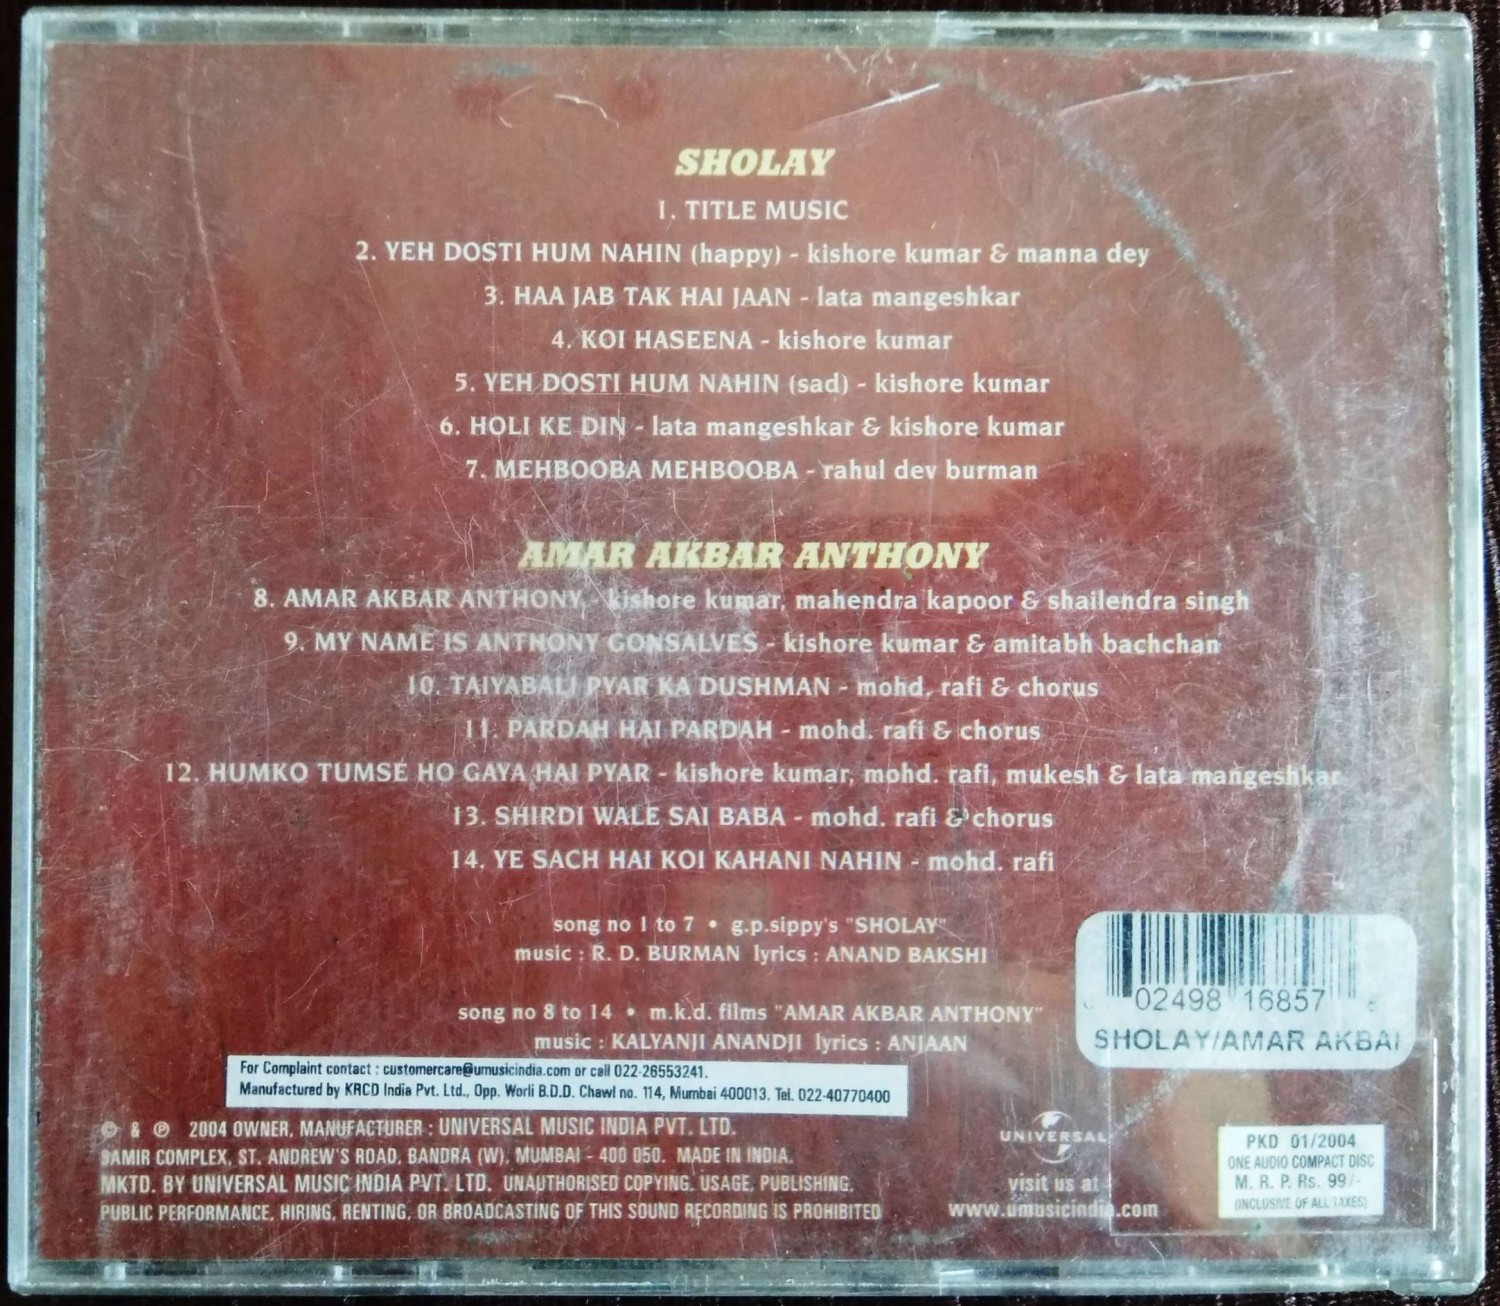 SHOLAY
1. TITLE MUSIC
2. YEH DOSTI HUM NAHIN (happy) - kishore kumar & manna dey
3. HAA JAB TAK HAI JAAN - lata mangeshkar
4. KOI HASEENA - kishore kumar
5. YEH DOSTI HUM NAHIN (sad) - kishore kumar
6. HOLI KE DIN - lata mangeshkar & kishore kumar
7. MEHBOOBA MEHBOOBA - rahul dev burman
AMAR AKBAR ANTHONY
8. AMAR AKBAR ANTHONY - kishore kumar, mahendra kapoor & shailendra singh
9. MY NAME IS ANTHONY GONSALVES - kishore kumar & amitabh bachchan
10. TAIYABALI PYAR KA DUSHMAN - mohd. rafi & chorus
11. PARDAH HAI PARDAH - mohd. rafi & chorus
12. HUMKO TUMSE HO GAYA HAI PYAR - kishore kumar, mohd. rafi, mukesh & lata mangeshkar
13. SHIRDI WALE SAI BABA - mohd. rafi & chorus
14. YE SACH HAI KOI KAHANI NAHIN - mohd. rafi
song no 1 to 7 • g.p.sippy's "SHOLAY"
music : R. D. BURMAN lyrics : ANAND BAKSHI
song no 8 to 14 • m.k.d. films "AMAR AKBAR ANTHONY"
music : KALYANJI ANANDJI lyrics : ANJAAN
02498 16857
SHOLAY/AMAR AKBAI
For Complaint contact : customercare@umusicindia.com or call 022-26553241.
Manufactured by KRCD India Pvt. Ltd., Opp. Worli B.D.D. Chawl no. 114, Mumbai 400013. Tel. 022-40770400
© & ℗ 2004 OWNER, MANUFACTURER : UNIVERSAL MUSIC INDIA PVT. LTD.
SAMIR COMPLEX, ST. ANDREW'S ROAD, BANDRA (W), MUMBAI - 400 050. MADE IN INDIA.
MKTD. BY UNIVERSAL MUSIC INDIA PVT. LTD. UNAUTHORISED COPYING, USAGE, PUBLISHING,
PUBLIC PERFORMANCE, HIRING, RENTING, OR BROADCASTING OF THIS SOUND RECORDING IS PROHIBITED
UNIVERSAL
visit us at
www.umusicindia.com
PKD 01/2004
ONE AUDIO COMPACT DISC
M. R. P. Rs. 99/-
(INCLUSIVE OF ALL TAXES)